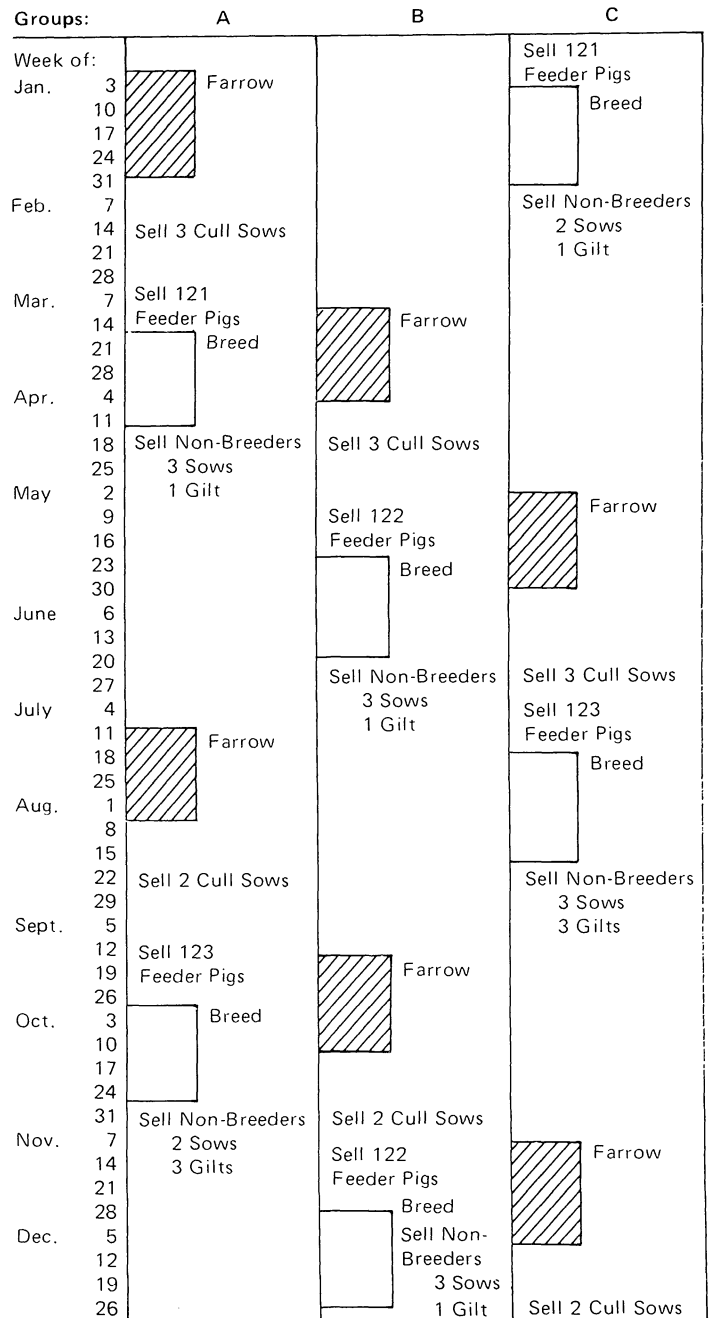 Groups: A B C
Week of: Sell 121
Feeder Pigs
Jan. 3 Farrow Breed
10
17
24
31
Feb. 7 Sell Non-Breeders
14 Sell 3 Cull Sows 2 Sows
21 1 Gilt
28
Mar. 7 Sell 121
14 Feeder Pigs Farrow
21 Breed
28
Apr. 4
11
18 Sell Non-Breeders Sell 3 Cull Sows
25 3 Sows
May 2 1 Gilt Farrow
9 Sell 122
16 Feeder Pigs
23 Breed
30
June 6
13
20
27 Sell Non-Breeders Sell 3 Cull Sows
July 4 3 Sows Sell 123
11 Farrow 1 Gilt Feeder Pigs
18 Breed
25
Aug. 1
8
15
22 Sell 2 Cull Sows Sell Non-Breeders
29 3 Sows
Sept. 5 3 Gilts
12 Sell 123
19 Feeder Pigs Farrow
26
Oct. 3 Breed
10
17
24
31 Sell Non-Breeders Sell 2 Cull Sows
Nov. 7 2 Sows Sell 122 Farrow
14 3 Gilts Feeder Pigs
21
28 Breed
Dec. 5 Sell Non-
12 Breeders
19 3 Sows
26 1 Gilt Sell 2 Cull Sows